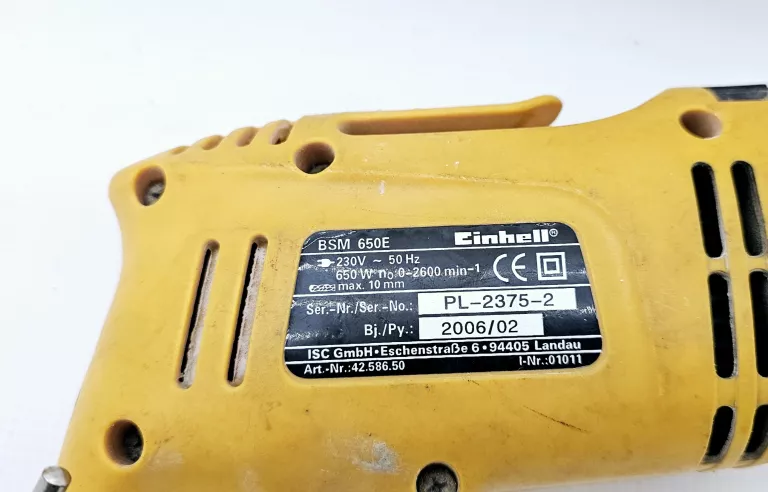 BSM 650E Einhell®
230V ~ 50 Hz
650 W n₀ 0-2600 min-1 CE
max. 10 mm
Ser.-Nr./Ser.-No.: PL-2375-2
Bj./Py.: 2006/02
ISC GmbH•Eschenstraße 6•94405 Landau
Art.-Nr.:42.586.50 I-Nr.:01011